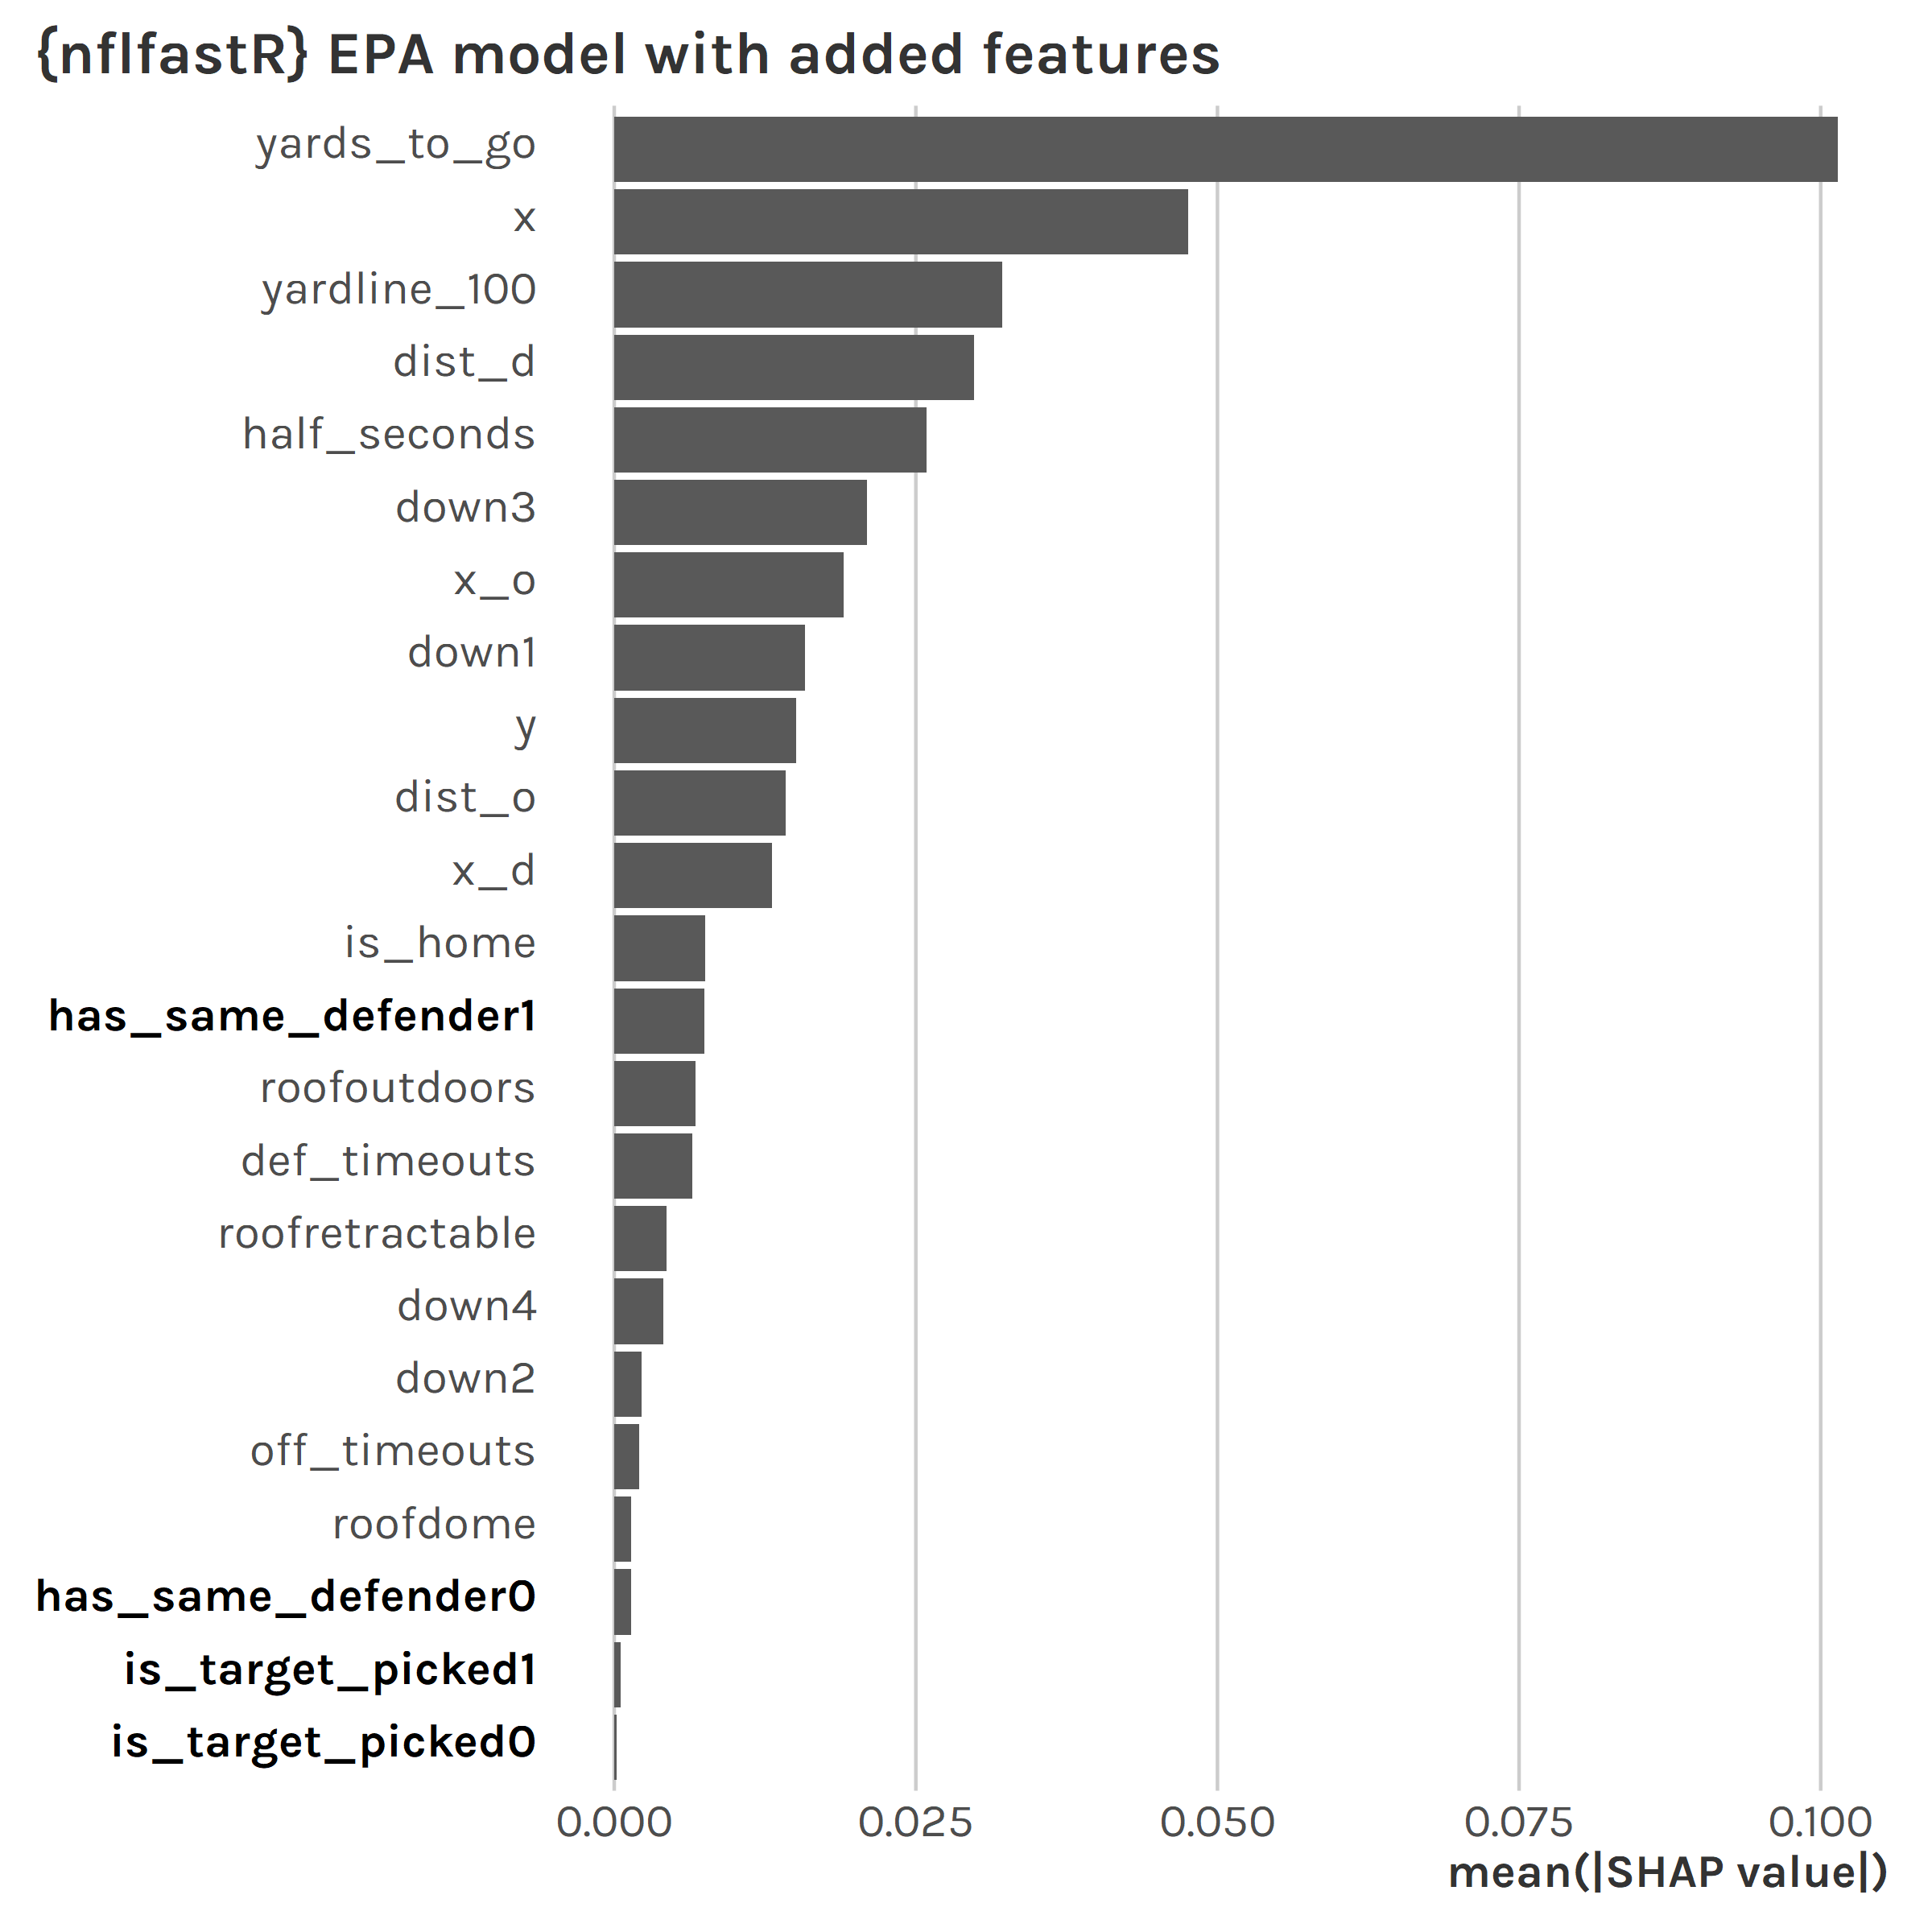 {nflfastR} EPA model with added features
yards_to_go
x
yardline_100
dist_d
half_seconds
down3
x_o
down1
y
dist_o
x_d
is_home
has_same_defender1
roofoutdoors
def_timeouts
roofretractable
down4
down2
off_timeouts
roofdome
has_same_defender0
is_target_picked1
is_target_picked0
0.000 0.025 0.050 0.075 0.100
mean(|SHAP value|)